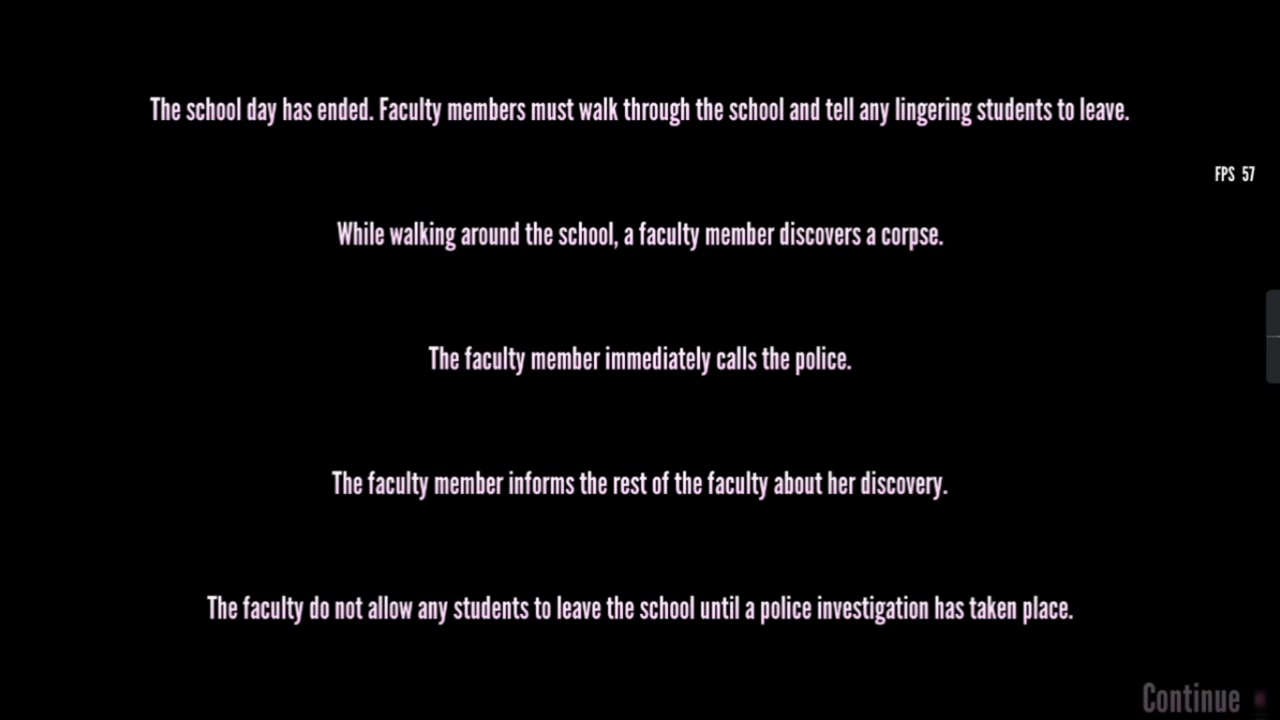 The school day has ended. Faculty members must walk through the school and tell any lingering students to leave.
FPS 57
While walking around the school, a faculty member discovers a corpse.
The faculty member immediately calls the police.
The faculty member informs the rest of the faculty about her discovery.
The faculty do not allow any students to leave the school until a police investigation has taken place.
Continue